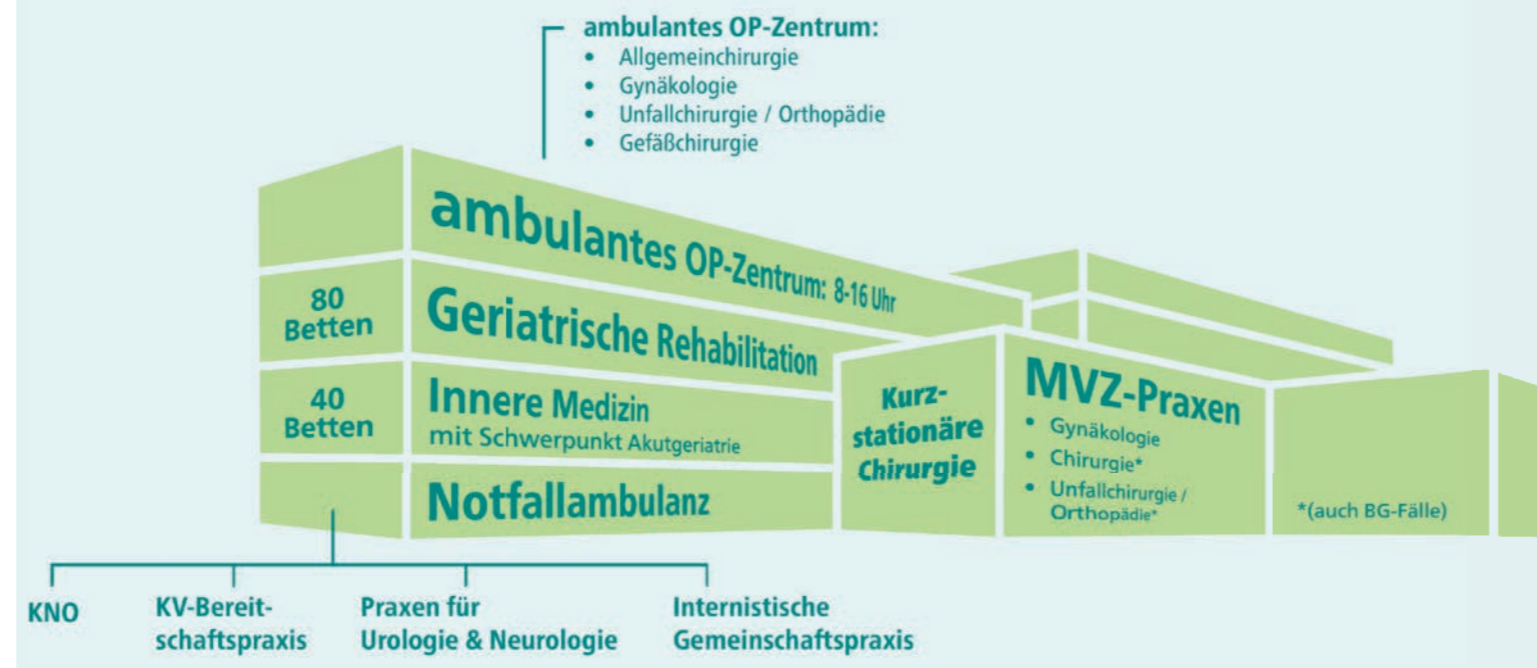 ambulantes OP-Zentrum:
• Allgemeinchirurgie
• Gynäkologie
• Unfallchirurgie / Orthopädie
• Gefäßchirurgie
ambulantes OP-Zentrum: 8-16 Uhr
80
Betten
Geriatrische Rehabilitation
40
Betten
Innere Medizin
mit Schwerpunkt Akutgeriatrie
Notfallambulanz
Kurz-
stationäre
Chirurgie
MVZ-Praxen
• Gynäkologie
• Chirurgie*
• Unfallchirurgie /
Orthopädie*
*(auch BG-Fälle)
KNO
KV-Bereit-
schaftspraxis
Praxen für
Urologie & Neurologie
Internistische
Gemeinschaftspraxis